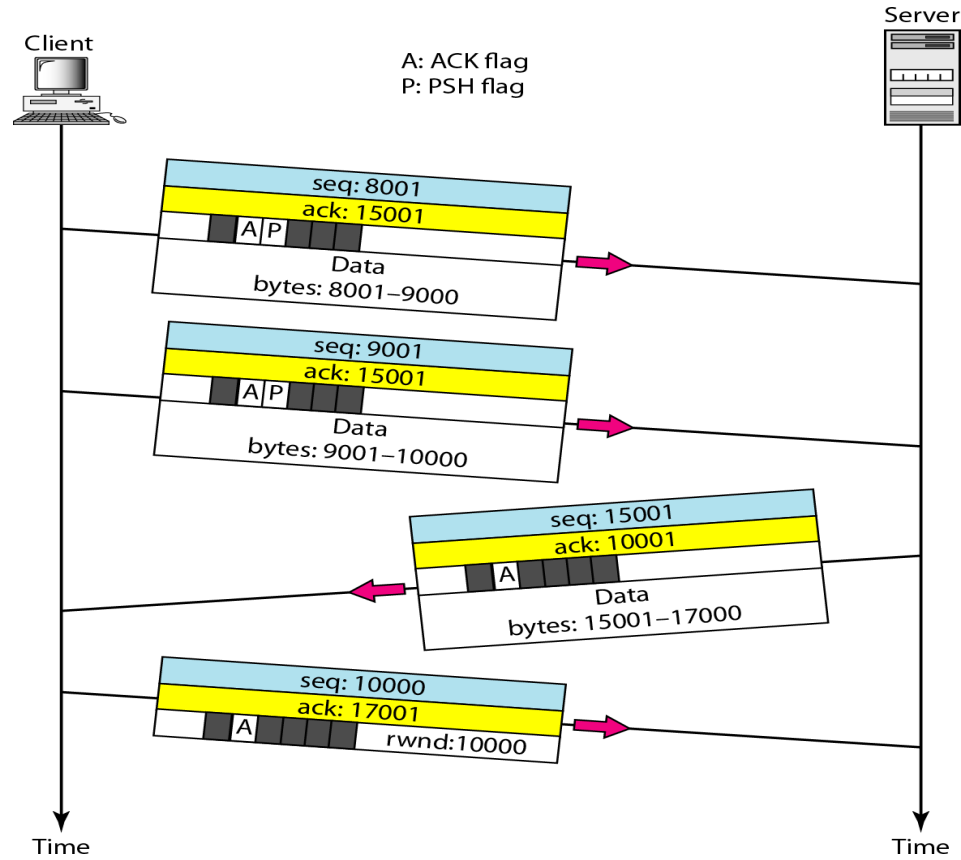 Server
Client
A: ACK flag
P: PSH flag
seq: 8001
ack: 15001
A P
Data
bytes: 8001–9000
seq: 9001
ack: 15001
A P
Data
bytes: 9001–10000
seq: 15001
ack: 10001
A
Data
bytes: 15001–17000
seq: 10000
ack: 17001
A rwnd:10000
Time Time